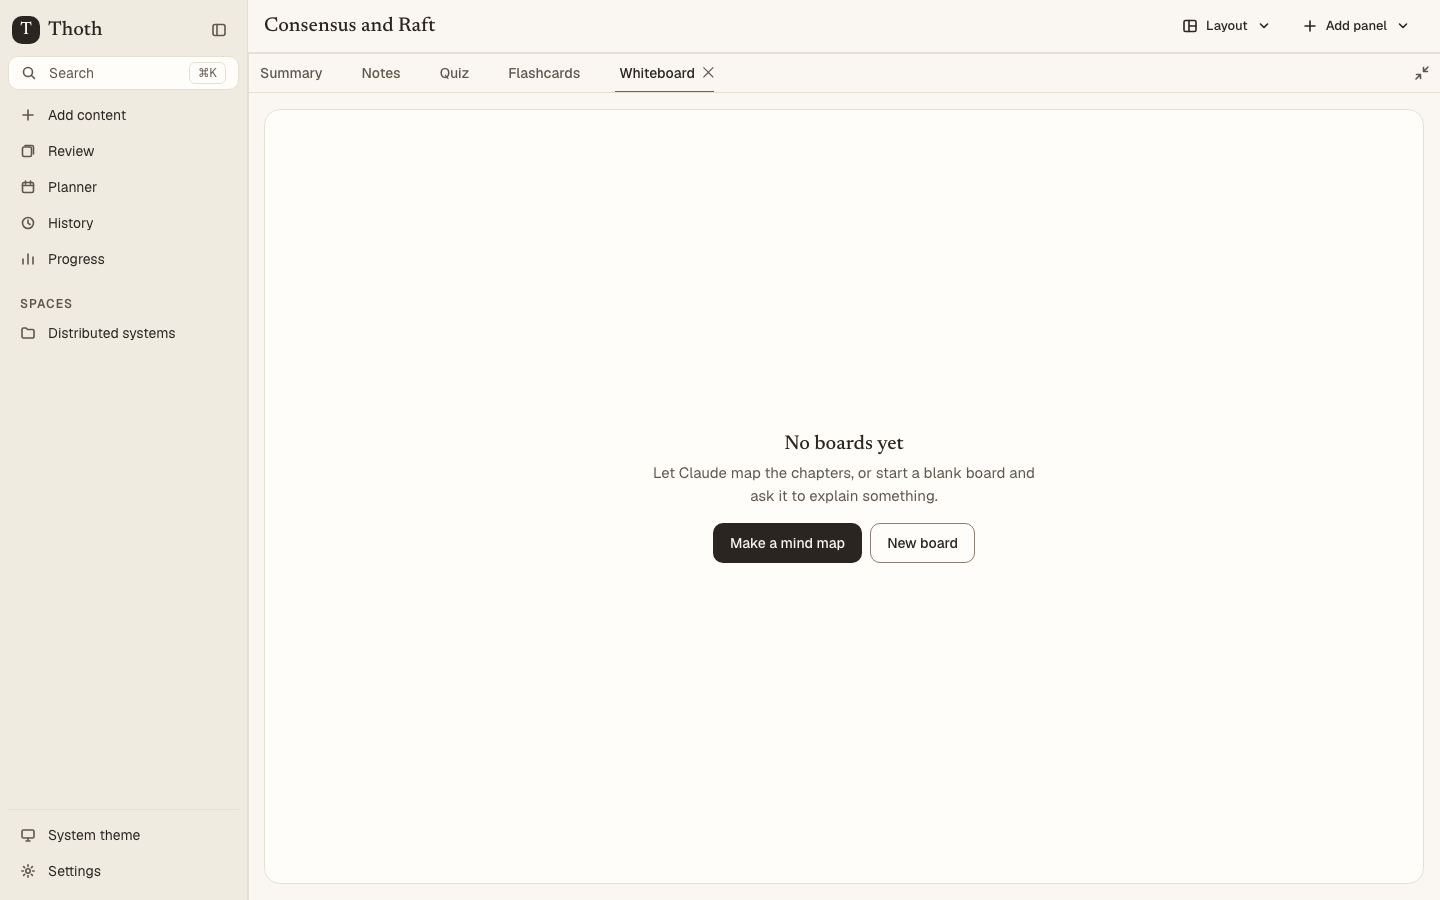 T Thoth
Search ⌘K
Add content
Review
Planner
History
Progress
SPACES
Distributed systems
System theme
Settings
Consensus and Raft
Layout
Add panel
Summary
Notes
Quiz
Flashcards
Whiteboard
No boards yet
Let Claude map the chapters, or start a blank board and
ask it to explain something.
Make a mind map
New board